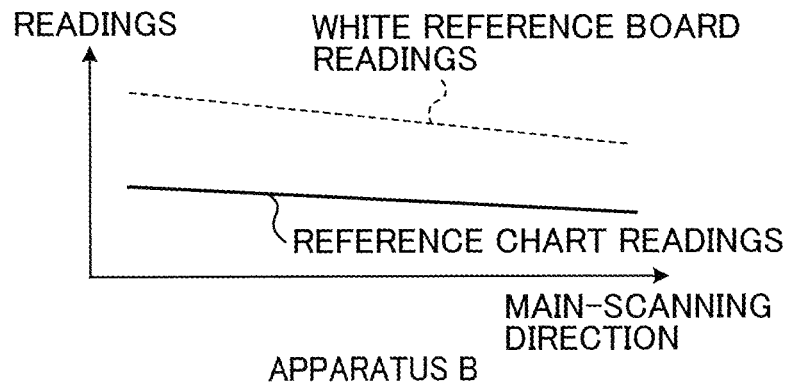 READINGS
WHITE REFERENCE BOARD
READINGS
REFERENCE CHART READINGS
MAIN-SCANNING
DIRECTION
APPARATUS B